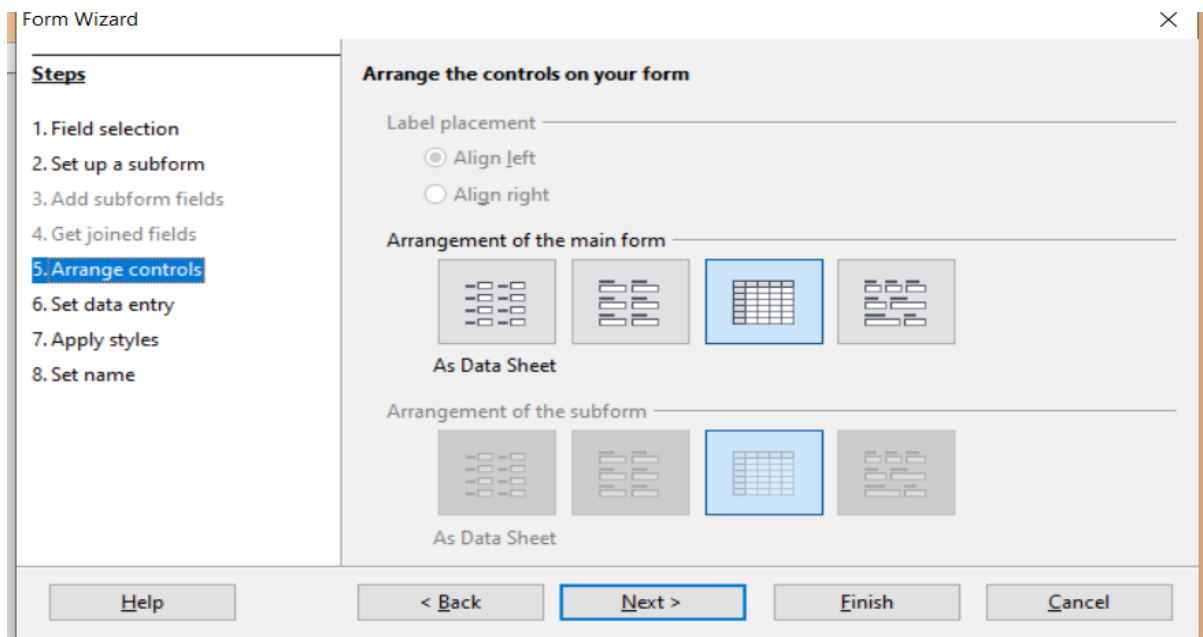 Form Wizard
Steps
1. Field selection
2. Set up a subform
3. Add subform fields
4. Get joined fields
5. Arrange controls
6. Set data entry
7. Apply styles
8. Set name
Arrange the controls on your form
Label placement
Align left
Align right
Arrangement of the main form
As Data Sheet
Arrangement of the subform
As Data Sheet
Help
< Back
Next >
Finish
Cancel